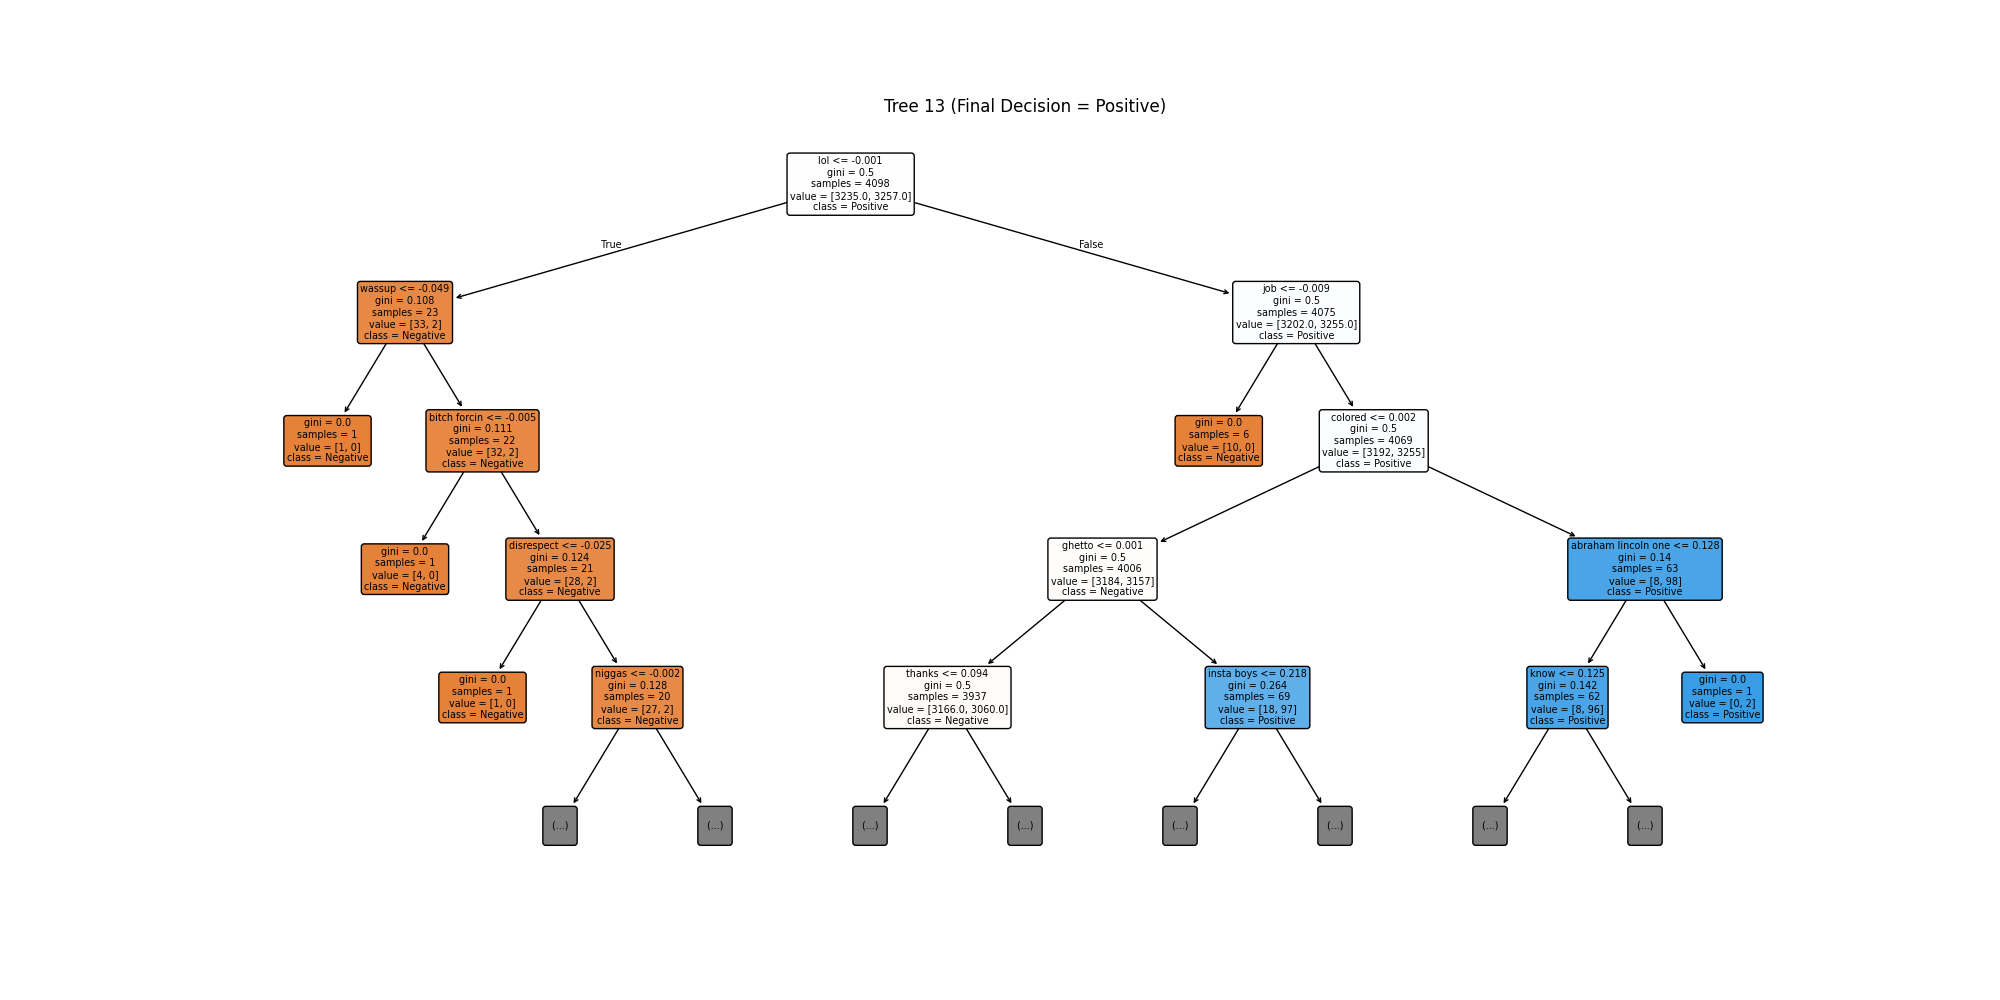 Tree 13 (Final Decision = Positive)
lol <= -0.001
gini = 0.5
samples = 4098
value = [3235.0, 3257.0]
class = Positive
True
False
wassup <= -0.049
gini = 0.108
samples = 23
value = [33, 2]
class = Negative
job <= -0.009
gini = 0.5
samples = 4075
value = [3202.0, 3255.0]
class = Positive
gini = 0.0
samples = 1
value = [1, 0]
class = Negative
bitch forcin <= -0.005
gini = 0.111
samples = 22
value = [32, 2]
class = Negative
gini = 0.0
samples = 6
value = [10, 0]
class = Negative
colored <= 0.002
gini = 0.5
samples = 4069
value = [3192, 3255]
class = Positive
gini = 0.0
samples = 1
value = [4, 0]
class = Negative
disrespect <= -0.025
gini = 0.124
samples = 21
value = [28, 2]
class = Negative
ghetto <= 0.001
gini = 0.5
samples = 4006
value = [3184, 3157]
class = Negative
abraham lincoln one <= 0.128
gini = 0.14
samples = 63
value = [8, 98]
class = Positive
gini = 0.0
samples = 1
value = [1, 0]
class = Negative
niggas <= -0.002
gini = 0.128
samples = 20
value = [27, 2]
class = Negative
thanks <= 0.094
gini = 0.5
samples = 3937
value = [3166.0, 3060.0]
class = Negative
insta boys <= 0.218
gini = 0.264
samples = 69
value = [18, 97]
class = Positive
know <= 0.125
gini = 0.142
samples = 62
value = [8, 96]
class = Positive
gini = 0.0
samples = 1
value = [0, 2]
class = Positive
(...)
(...)
(...)
(...)
(...)
(...)
(...)
(...)